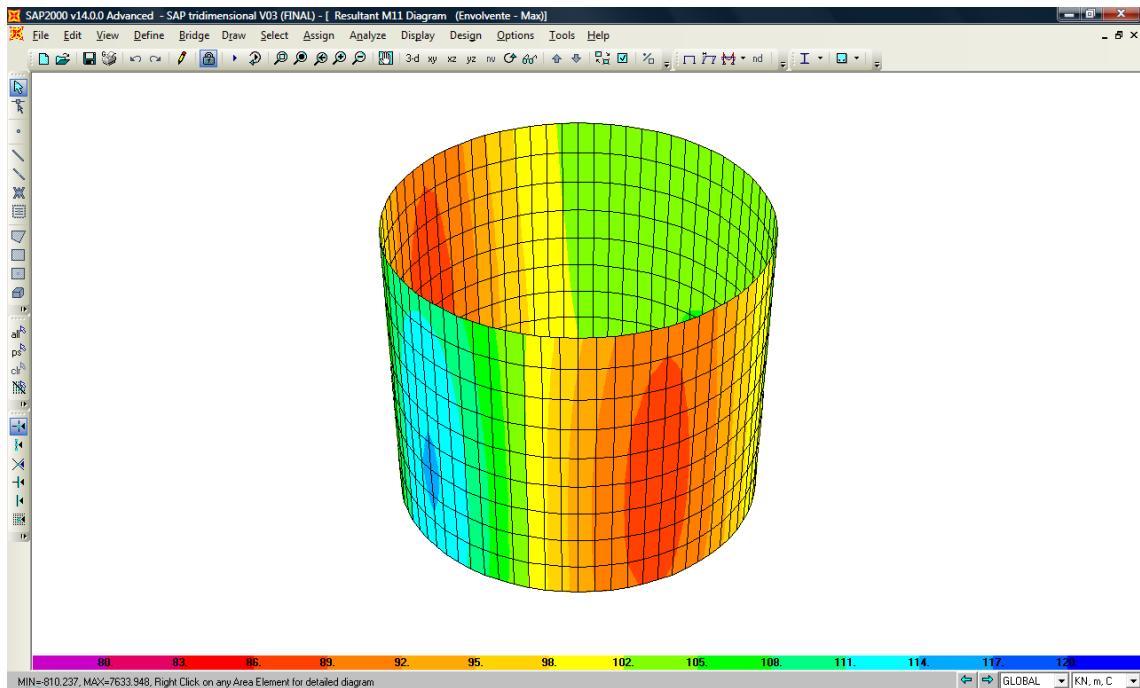 SAP2000 v14.0.0 Advanced - SAP tridimensional V03 (FINAL) - [ Resultant M11 Diagram (Envolvente - Max)]
File Edit View Define Bridge Draw Select Assign Analyze Display Design Options Tools Help
3-d xy xz yz nv nd
all
ps
clr
80. 83. 86. 89. 92. 95. 98. 102. 105. 108. 111. 114. 117. 120.
MIN=-810.237, MAX=7633.948, Right Click on any Area Element for detailed diagram GLOBAL KN, m, C